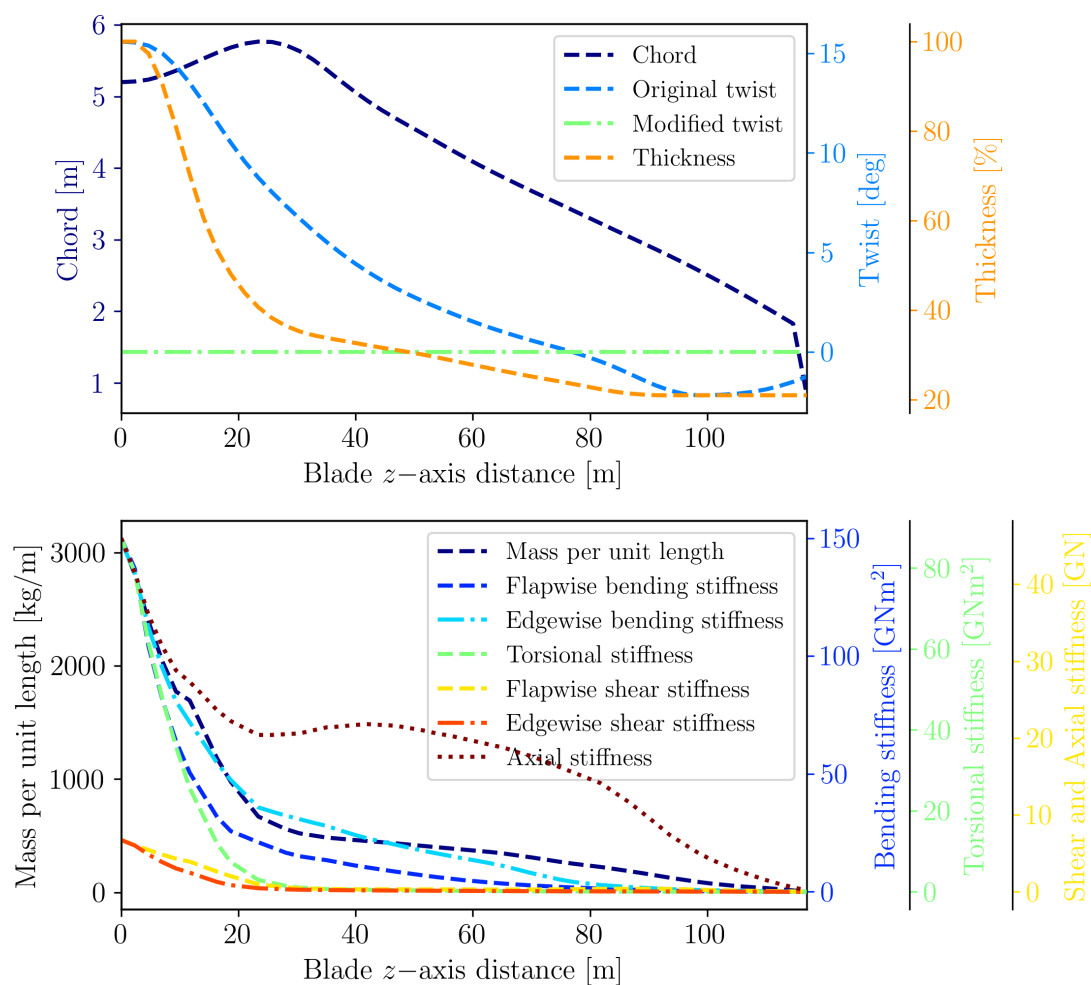 6
5
4
3
2
1
Chord [m]
Chord
Original twist
Modified twist
Thickness
15
10
5
0
Twist [deg]
100
80
60
40
20
Thickness [%]
0 20 40 60 80 100
Blade z−axis distance [m]
3000
2000
1000
0
Mass per unit length [kg/m]
Mass per unit length
Flapwise bending stiffness
Edgewise bending stiffness
Torsional stiffness
Flapwise shear stiffness
Edgewise shear stiffness
Axial stiffness
150
100
50
0
Bending stiffness [GNm²]
80
60
40
20
0
Torsional stiffness [GNm²]
40
30
20
10
0
Shear and Axial stiffness [GN]
0 20 40 60 80 100
Blade z−axis distance [m]